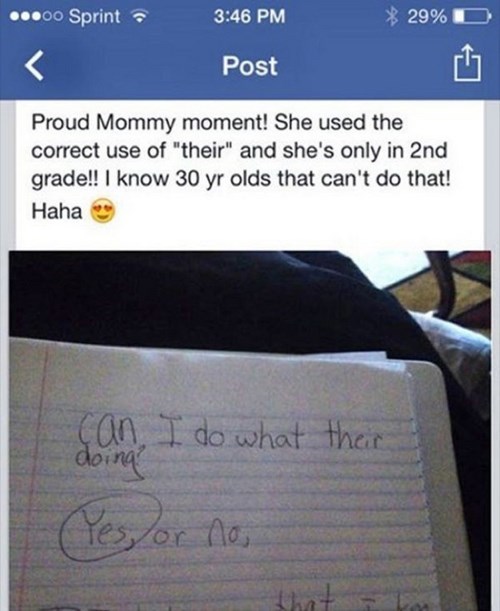 Sprint 3:46 PM 29%
Post
Proud Mommy moment! She used the
correct use of "their" and she's only in 2nd
grade!! I know 30 yr olds that can't do that!
Haha 😍
can I do what their
doing?
Yes, or no,
that